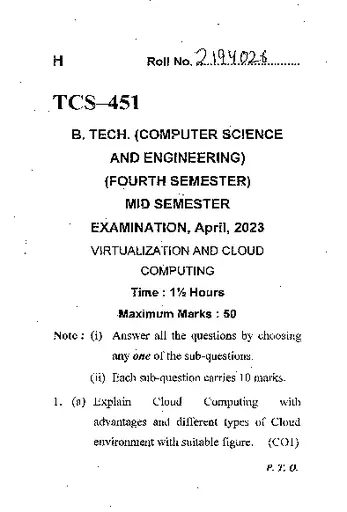 H Roll No. 2194026
TCS–451
B. TECH. (COMPUTER SCIENCE
AND ENGINEERING)
(FOURTH SEMESTER)
MID SEMESTER
EXAMINATION, April, 2023
VIRTUALIZATION AND CLOUD
COMPUTING
Time : 1½ Hours
Maximum Marks : 50
Note : (i) Answer all the questions by choosing
any one of the sub-questions.
(ii) Each sub-question carries 10 marks.
1. (a) Explain Cloud Computing with
advantages and different types of Cloud
environment with suitable figure. (CO1)
P. T. O.